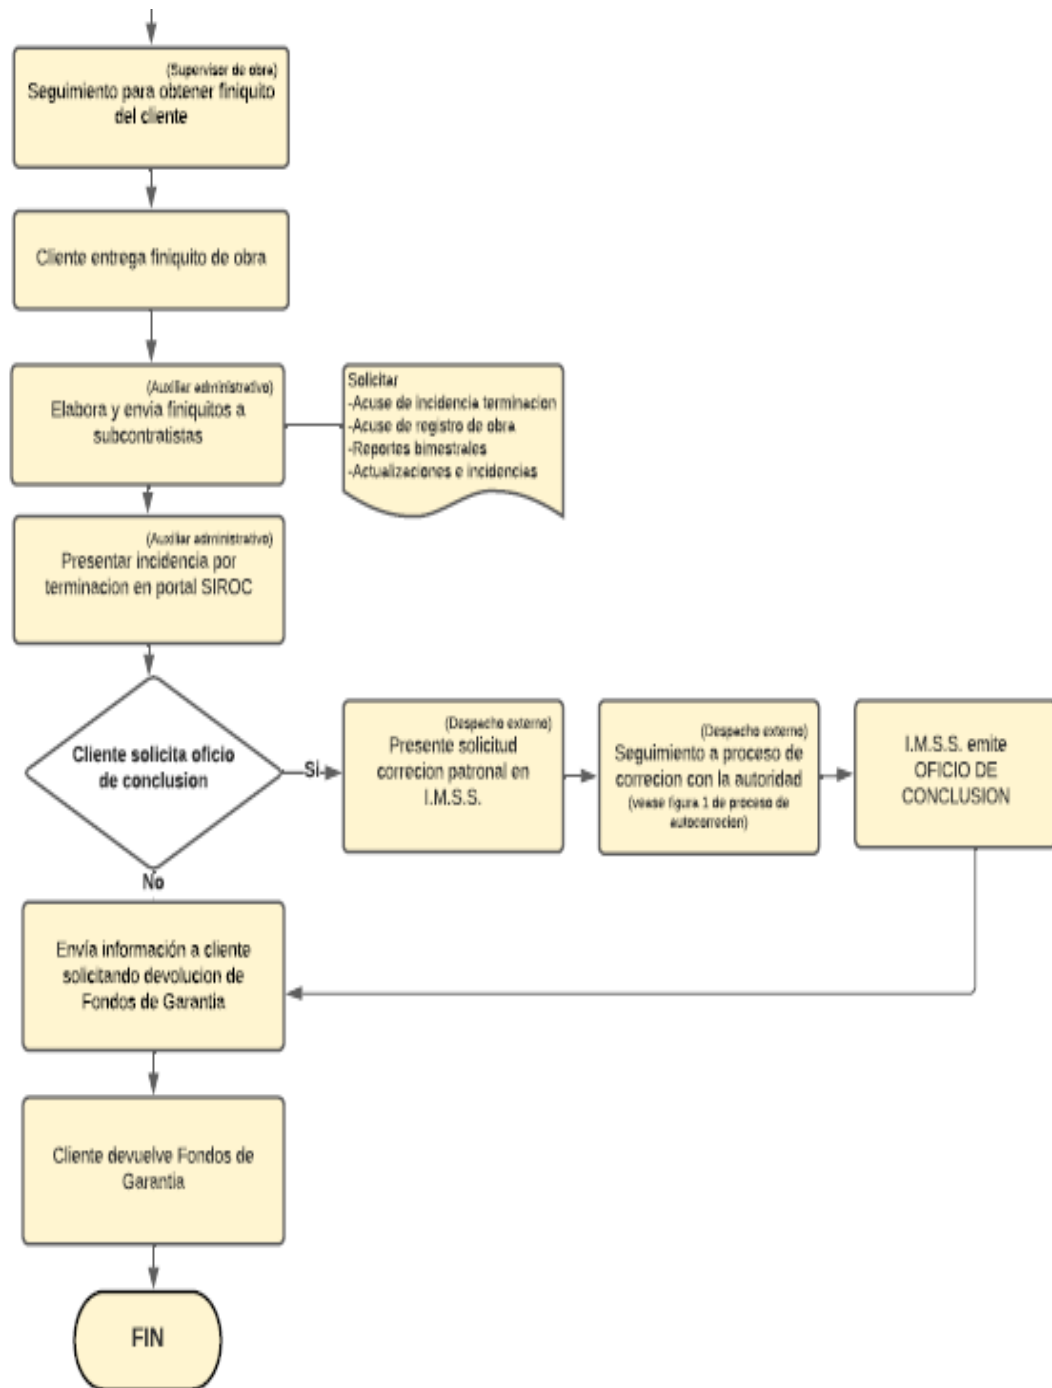 (Supervisor de obra)
Seguimiento para obtener finiquito
del cliente
Cliente entrega finiquito de obra
(Auxiliar administrativo)
Elabora y envia finiquitos a
subcontratistas
Solicitar
-Acuse de incidencia terminacion
-Acuse de registro de obra
-Reportes bimestrales
-Actualizaciones e incidencias
(Auxiliar administrativo)
Presentar incidencia por
terminacion en portal SIROC
Cliente solicita oficio
de conclusion
Si
(Despacho externo)
Presente solicitud
correcion patronal en
I.M.S.S.
(Despacho externo)
Seguimiento a proceso de
correcion con la autoridad
(vease figura 1 de proceso de
autocorrecion)
I.M.S.S. emite
OFICIO DE
CONCLUSION
No
Envía información a cliente
solicitando devolucion de
Fondos de Garantia
Cliente devuelve Fondos de
Garantia
FIN